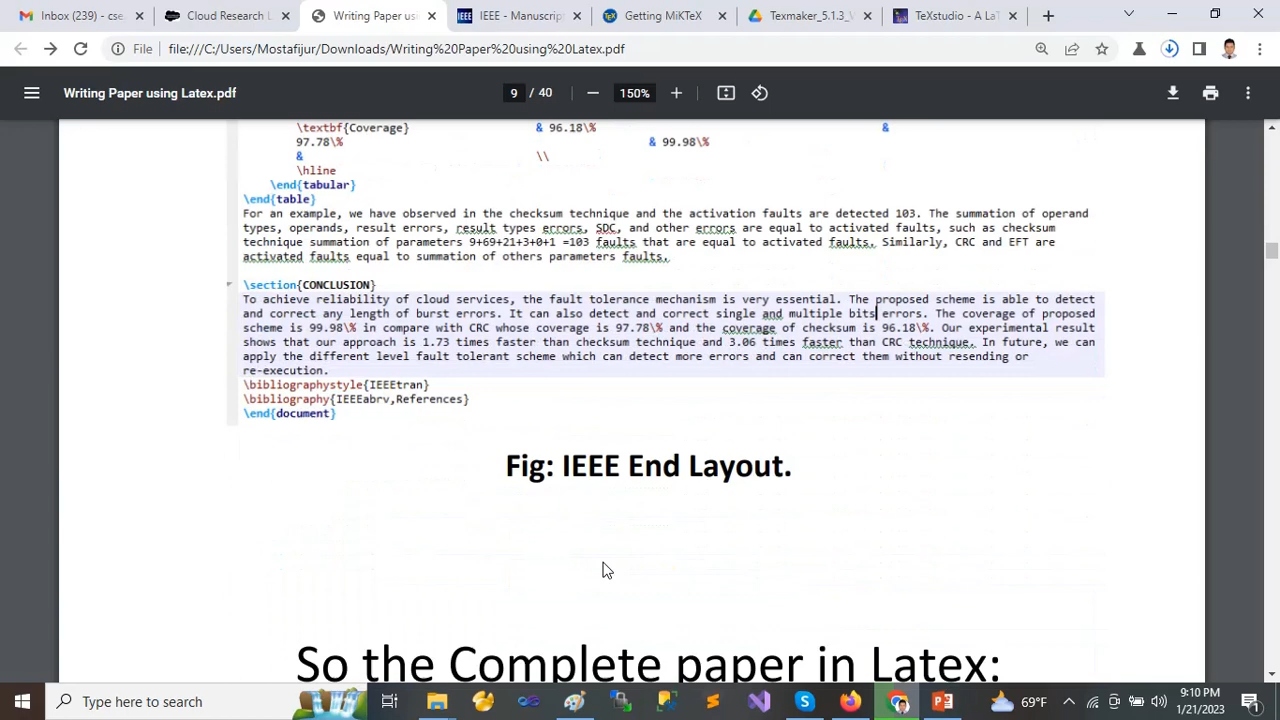 Inbox (239) - cse
Cloud Research L
Writing Paper us
IEEE - Manuscrip
Getting MiKTeX
Texmaker_5.1.3_
TeXstudio - A La
File
file:///C:/Users/Mostafijur/Downloads/Writing%20Paper%20using%20Latex.pdf
Writing Paper using Latex.pdf
9 / 40
150%
\textbf{Coverage} & 96.18\% &
97.78\% & 99.98\%
& \\
\hline
\end{tabular}
\end{table}
For an example, we have observed in the checksum technique and the activation faults are detected 103. The summation of operand
types, operands, result errors, result types errors, SDC, and other errors are equal to activated faults, such as checksum
technique summation of parameters 9+69+21+3+0+1 =103 faults that are equal to activated faults. Similarly, CRC and EFT are
activated faults equal to summation of others parameters faults.
\section{CONCLUSION}
To achieve reliability of cloud services, the fault tolerance mechanism is very essential. The proposed scheme is able to detect
and correct any length of burst errors. It can also detect and correct single and multiple bits errors. The coverage of proposed
scheme is 99.98\% in compare with CRC whose coverage is 97.78\% and the coverage of checksum is 96.18\%. Our experimental result
shows that our approach is 1.73 times faster than checksum technique and 3.06 times faster than CRC technique. In future, we can
apply the different level fault tolerant scheme which can detect more errors and can correct them without resending or
re-execution.
\bibliographystyle{IEEEtran}
\bibliography{IEEEabrv,References}
\end{document}
Fig: IEEE End Layout.
So the Complete paper in Latex:
Type here to search
69°F
9:10 PM
1/21/2023
1